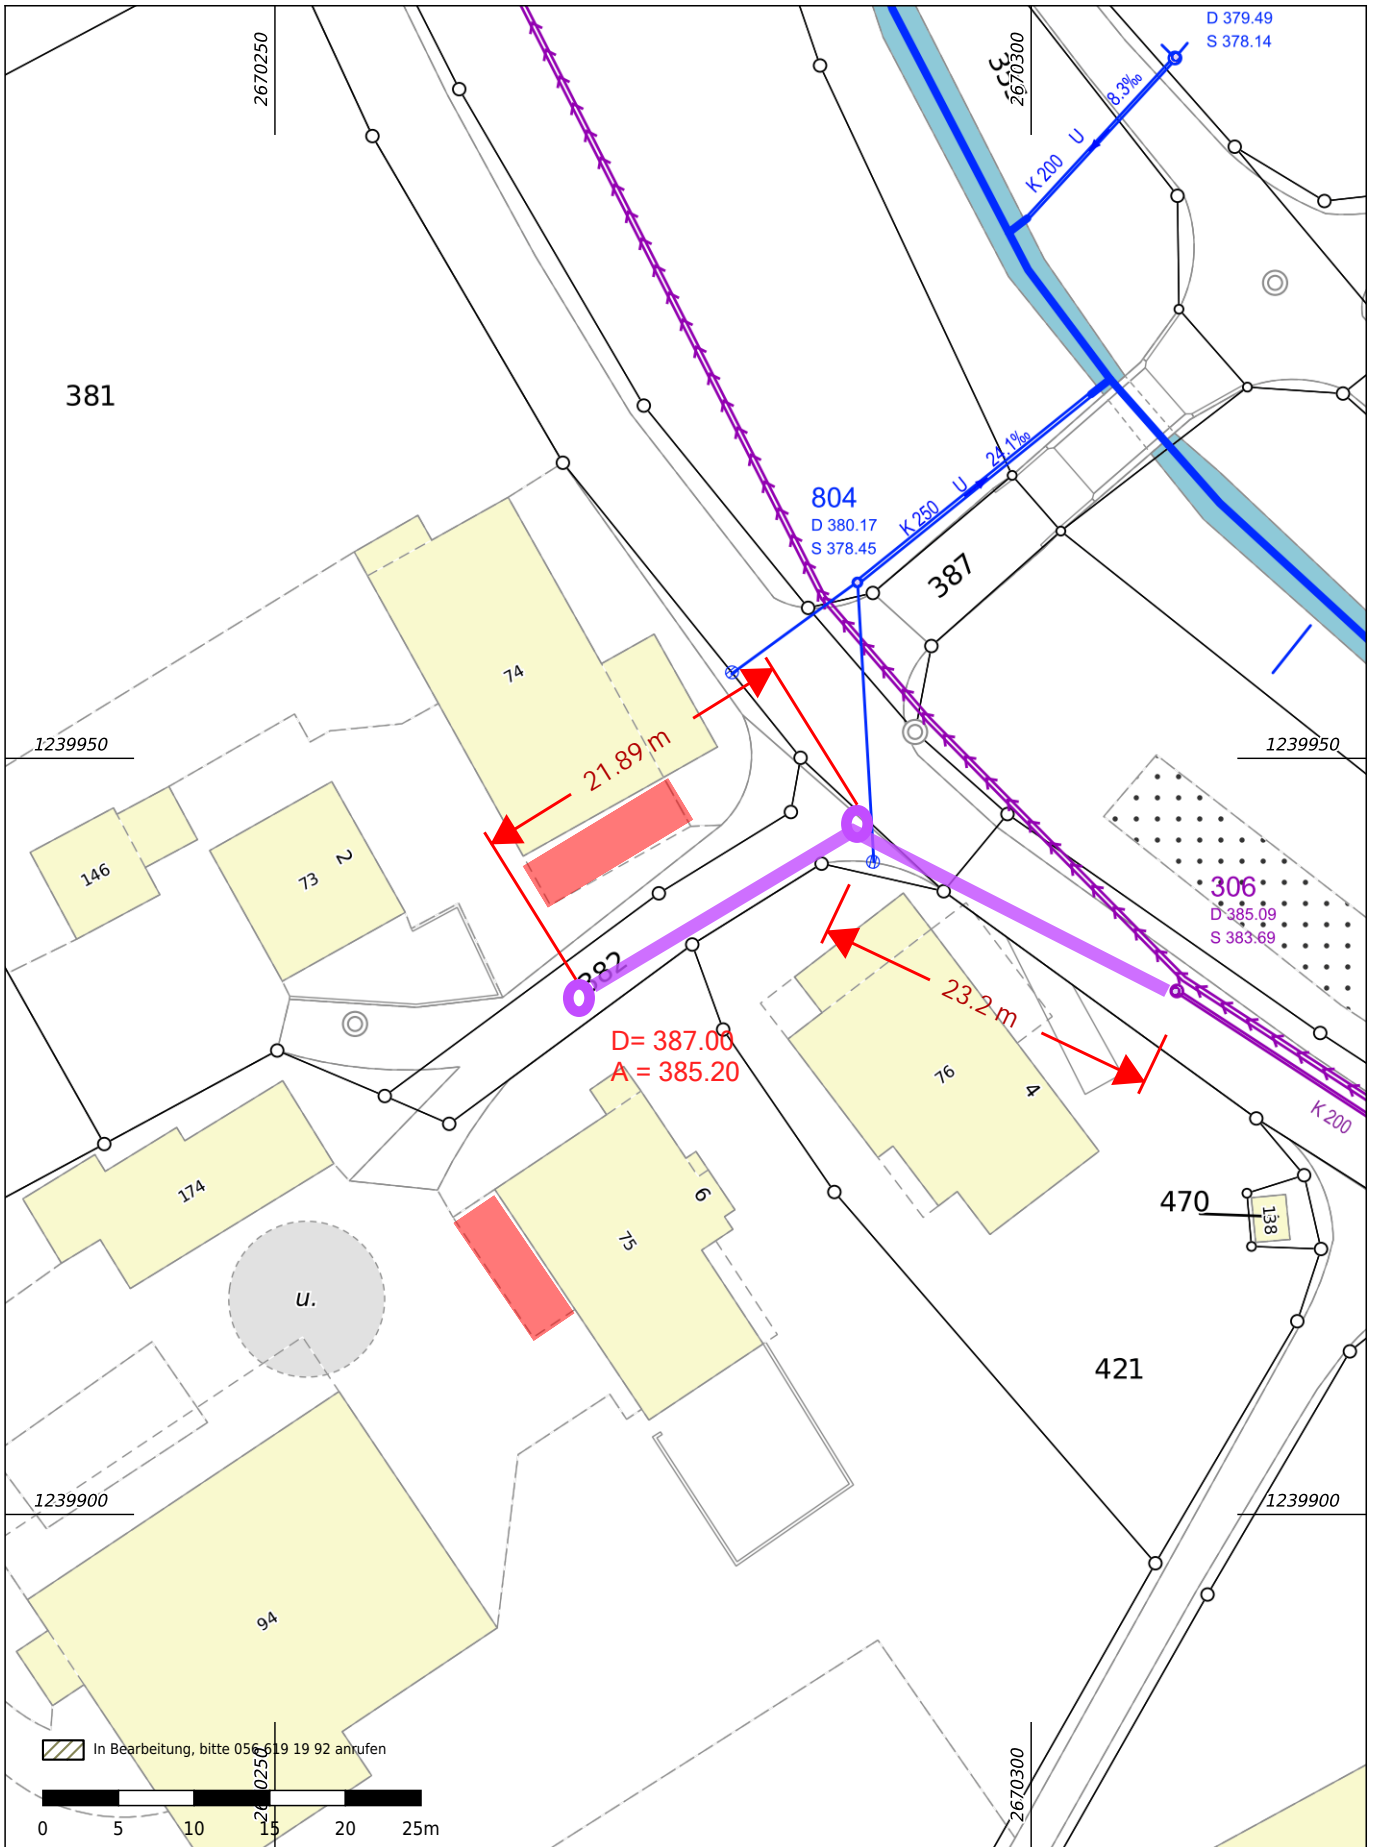 D 379.49
S 378.14
2670250
2670300
8.3‰
U
K 200
381
24.1‰
U
K 250
804
D 380.17
S 378.45
387
74
1239950
1239950
21.89 m
2
73
146
306
D 385.09
S 383.69
382
23.2 m
D= 387.00
A = 385.20
76
4
K 200
174
6
75
470
138
u.
421
1239900
1239900
94
In Bearbeitung, bitte 056 619 19 92 anrufen
2670250
2670300
0 5 10 15 20 25m